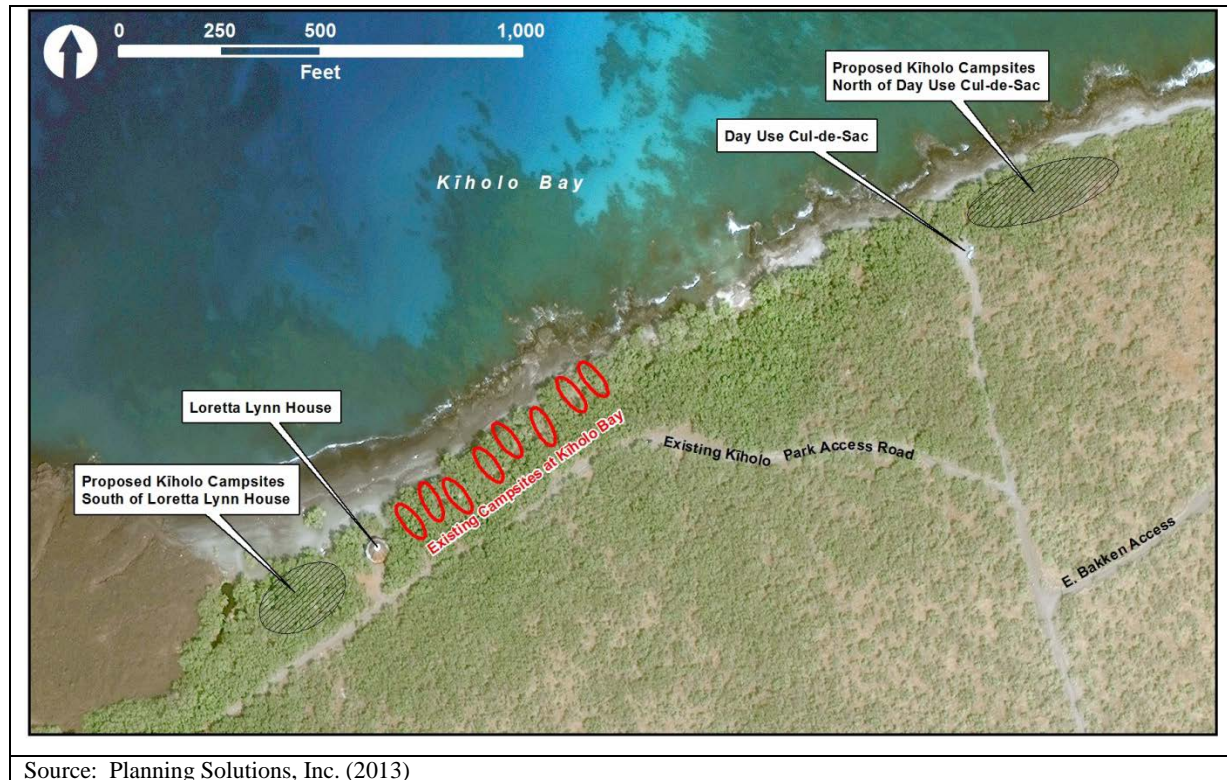 0 250 500 1,000
Feet
Proposed Kīholo Campsites
North of Day Use Cul-de-Sac
Day Use Cul-de-Sac
Kīholo Bay
Loretta Lynn House
Existing Campsites at Kīholo Bay
Existing Kīholo Park Access Road
Proposed Kīholo Campsites
South of Loretta Lynn House
E. Bakken Access
Source: Planning Solutions, Inc. (2013)